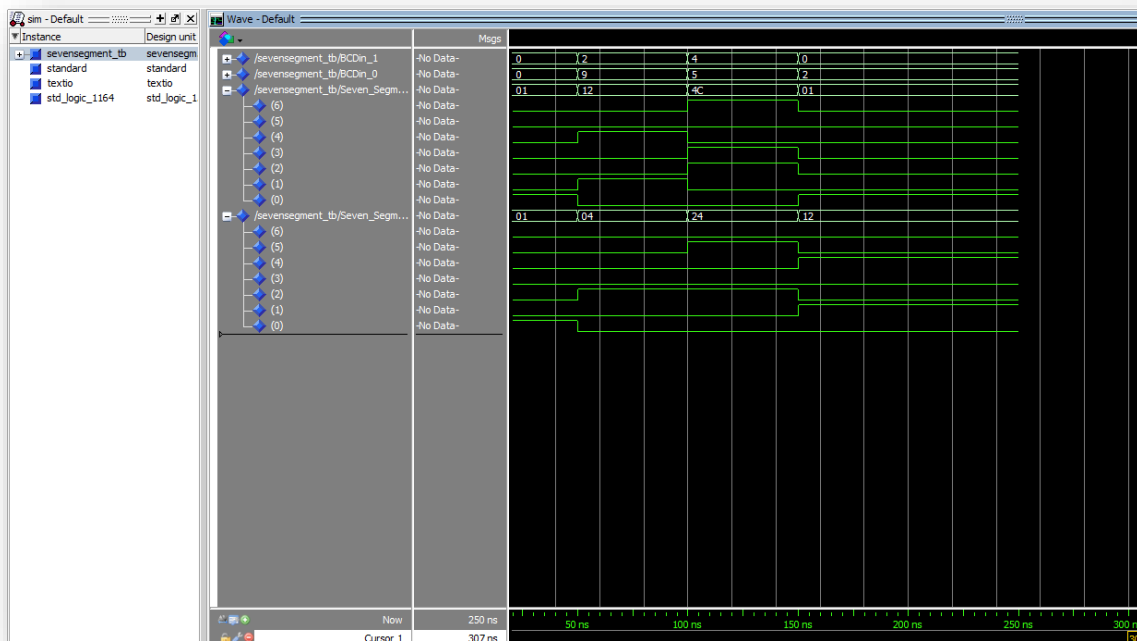 sim - Default
Instance Design unit
sevensegment_tb sevensegm
standard standard
textio textio
std_logic_1164 std_logic_1
Wave - Default
Msgs
/sevensegment_tb/BCDin_1 -No Data- 0 2 4 0
/sevensegment_tb/BCDin_0 -No Data- 0 9 5 2
/sevensegment_tb/Seven_Segm... -No Data- 01 12 4C 01
(6) -No Data-
(5) -No Data-
(4) -No Data-
(3) -No Data-
(2) -No Data-
(1) -No Data-
(0) -No Data-
/sevensegment_tb/Seven_Segm... -No Data- 01 04 24 12
(6) -No Data-
(5) -No Data-
(4) -No Data-
(3) -No Data-
(2) -No Data-
(1) -No Data-
(0) -No Data-
Now 250 ns 50 ns 100 ns 150 ns 200 ns 250 ns 300 n
Cursor 1 307 ns